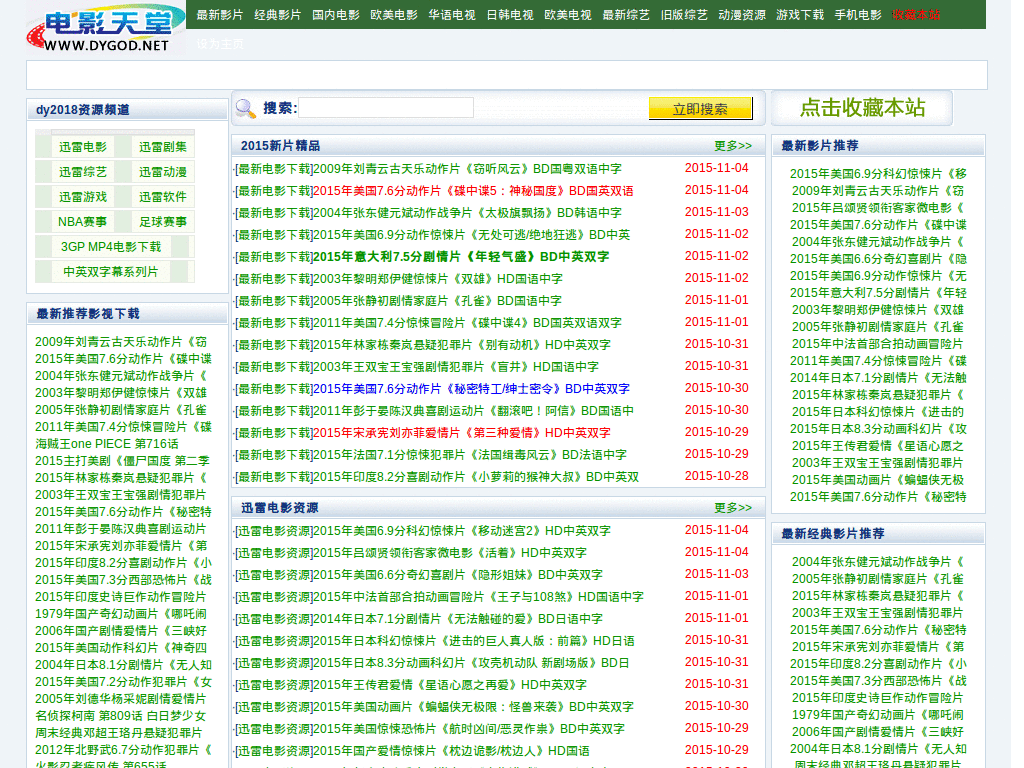 电影天堂
WWW.DYGOD.NET
最新影片 经典影片 国内电影 欧美电影 华语电视 日韩电视 欧美电视 最新综艺 旧版综艺 动漫资源 游戏下载 手机电影 收藏本站
设为主页
dy2018资源频道
迅雷电影 迅雷剧集
迅雷综艺 迅雷动漫
迅雷游戏 迅雷软件
NBA赛事 足球赛事
3GP MP4电影下载
中英双字幕系列片
最新推荐影视下载
2009年刘青云古天乐动作片《窃
2015年美国7.6分动作片《碟中谍
2004年张东健元斌动作战争片《
2003年黎明郑伊健惊悚片《双雄
2005年张静初剧情家庭片《孔雀
2011年美国7.4分惊悚冒险片《碟
海贼王one PIECE 第716话
2015主打美剧《僵尸国度 第二季
2015年林家栋秦岚悬疑犯罪片《
2003年王双宝王宝强剧情犯罪片
2015年美国7.6分动作片《秘密特
2011年彭于晏陈汉典喜剧运动片
2015年宋承宪刘亦菲爱情片《第
2015年印度8.2分喜剧动作片《小
2015年美国7.3分西部恐怖片《战
2015年印度史诗巨作动作冒险片
1979年国产奇幻动画片《哪吒闹
2006年国产剧情爱情片《三峡好
2015年美国动作科幻片《神奇四
2004年日本8.1分剧情片《无人知
2015年美国7.2分动作犯罪片《女
2005年刘德华杨采妮剧情爱情片
名侦探柯南 第809话 白日梦少女
周末经典邓超王珞丹悬疑犯罪片
2012年北野武6.7分动作犯罪片《
火影忍者疾风传 第655话
搜索: 立即搜索
2015新片精品 更多>>
·[最新电影下载]2009年刘青云古天乐动作片《窃听风云》BD国粤双语中字 2015-11-04
·[最新电影下载]2015年美国7.6分动作片《碟中谍5：神秘国度》BD国英双语 2015-11-04
·[最新电影下载]2004年张东健元斌动作战争片《太极旗飘扬》BD韩语中字 2015-11-03
·[最新电影下载]2015年美国6.9分动作惊悚片《无处可逃/绝地狂逃》BD中英 2015-11-02
·[最新电影下载]2015年意大利7.5分剧情片《年轻气盛》BD中英双字 2015-11-02
·[最新电影下载]2003年黎明郑伊健惊悚片《双雄》HD国语中字 2015-11-02
·[最新电影下载]2005年张静初剧情家庭片《孔雀》BD国语中字 2015-11-01
·[最新电影下载]2011年美国7.4分惊悚冒险片《碟中谍4》BD国英双语双字 2015-11-01
·[最新电影下载]2015年林家栋秦岚悬疑犯罪片《别有动机》HD中英双字 2015-10-31
·[最新电影下载]2003年王双宝王宝强剧情犯罪片《盲井》HD国语中字 2015-10-31
·[最新电影下载]2015年美国7.6分动作片《秘密特工/绅士密令》BD中英双字 2015-10-30
·[最新电影下载]2011年彭于晏陈汉典喜剧运动片《翻滚吧！阿信》BD国语中 2015-10-30
·[最新电影下载]2015年宋承宪刘亦菲爱情片《第三种爱情》HD中英双字 2015-10-29
·[最新电影下载]2015年法国7.1分惊悚犯罪片《法国缉毒风云》BD法语中字 2015-10-29
·[最新电影下载]2015年印度8.2分喜剧动作片《小萝莉的猴神大叔》BD中英双 2015-10-28
迅雷电影资源 更多>>
·[迅雷电影资源]2015年美国6.9分科幻惊悚片《移动迷宫2》HD中英双字 2015-11-04
·[迅雷电影资源]2015年吕颂贤领衔客家微电影《活着》HD中英双字 2015-11-04
·[迅雷电影资源]2015年美国6.6分奇幻喜剧片《隐形姐妹》BD中英双字 2015-11-03
·[迅雷电影资源]2015年中法首部合拍动画冒险片《王子与108煞》HD国语中字 2015-11-01
·[迅雷电影资源]2014年日本7.1分剧情片《无法触碰的爱》BD日语中字 2015-11-01
·[迅雷电影资源]2015年日本科幻惊悚片《进击的巨人真人版：前篇》HD日语 2015-10-31
·[迅雷电影资源]2015年日本8.3分动画科幻片《攻壳机动队 新剧场版》BD日 2015-10-31
·[迅雷电影资源]2015年王传君爱情《星语心愿之再爱》HD中英双字 2015-10-31
·[迅雷电影资源]2015年美国动画片《蝙蝠侠无极限：怪兽来袭》BD中英双字 2015-10-30
·[迅雷电影资源]2015年美国惊悚恐怖片《航时凶间/恶灵作祟》BD中英双字 2015-10-29
·[迅雷电影资源]2015年国产爱情惊悚片《枕边诡影/枕边人》HD国语 2015-10-29
点击收藏本站
最新影片推荐
2015年美国6.9分科幻惊悚片《移
2009年刘青云古天乐动作片《窃
2015年吕颂贤领衔客家微电影《
2015年美国7.6分动作片《碟中谍
2004年张东健元斌动作战争片《
2015年美国6.6分奇幻喜剧片《隐
2015年美国6.9分动作惊悚片《无
2015年意大利7.5分剧情片《年轻
2003年黎明郑伊健惊悚片《双雄
2005年张静初剧情家庭片《孔雀
2015年中法首部合拍动画冒险片
2011年美国7.4分惊悚冒险片《碟
2014年日本7.1分剧情片《无法触
2015年林家栋秦岚悬疑犯罪片《
2015年日本科幻惊悚片《进击的
2015年日本8.3分动画科幻片《攻
2015年王传君爱情《星语心愿之
2003年王双宝王宝强剧情犯罪片
2015年美国动画片《蝙蝠侠无极
2015年美国7.6分动作片《秘密特
最新经典影片推荐
2004年张东健元斌动作战争片《
2005年张静初剧情家庭片《孔雀
2015年林家栋秦岚悬疑犯罪片《
2003年王双宝王宝强剧情犯罪片
2015年美国7.6分动作片《秘密特
2015年宋承宪刘亦菲爱情片《第
2015年印度8.2分喜剧动作片《小
2015年美国7.3分西部恐怖片《战
2015年印度史诗巨作动作冒险片
1979年国产奇幻动画片《哪吒闹
2006年国产剧情爱情片《三峡好
2004年日本8.1分剧情片《无人知
周末经典邓超王珞丹悬疑犯罪片